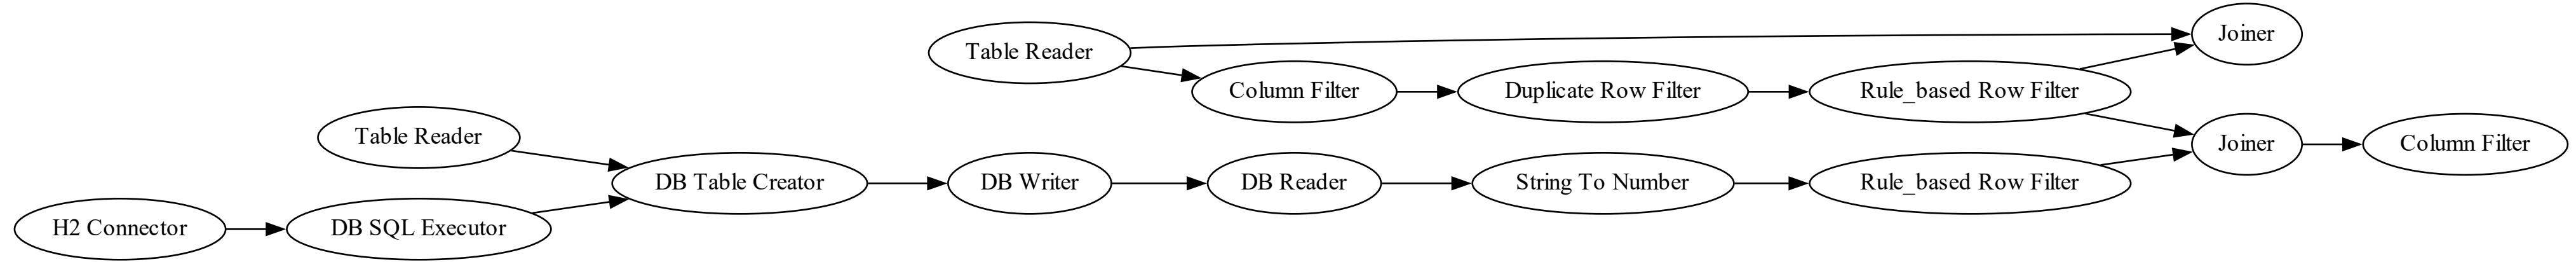 Table Reader
Joiner
Column Filter
Duplicate Row Filter
Rule_based Row Filter
Table Reader
Joiner
Column Filter
DB Table Creator
DB Writer
DB Reader
String To Number
Rule_based Row Filter
H2 Connector
DB SQL Executor